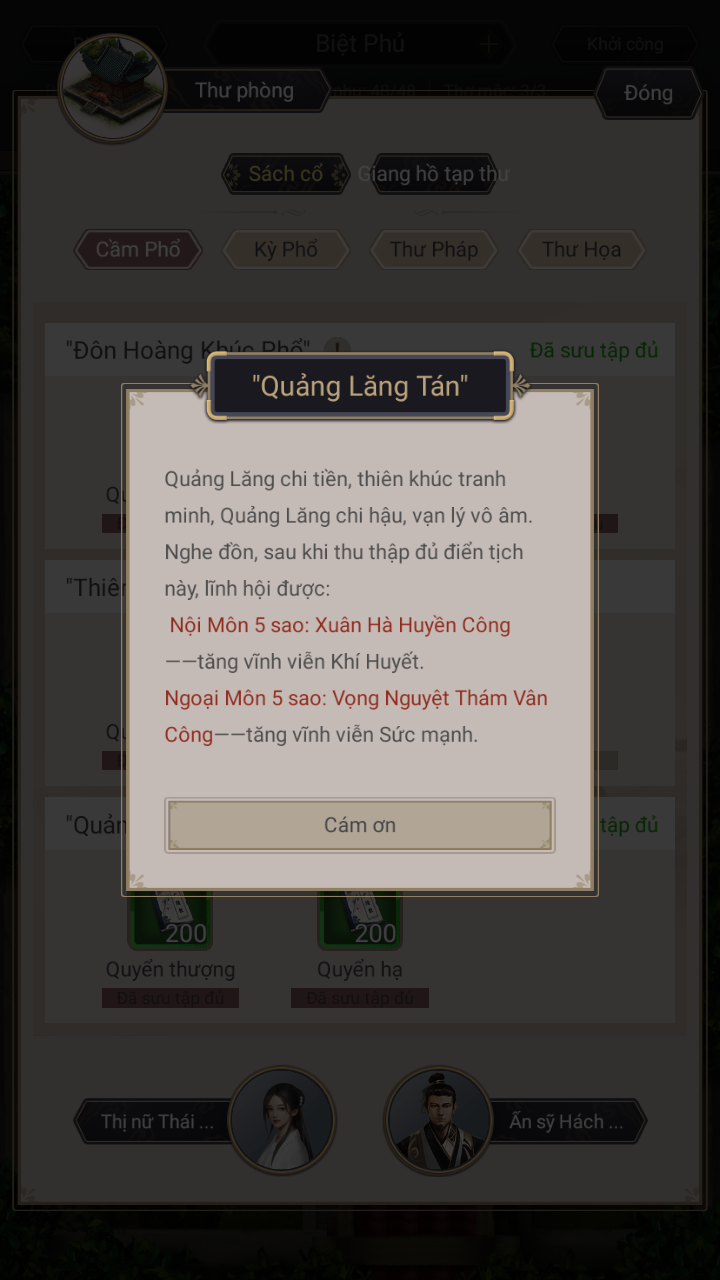 Biệt Phủ
Khởi công
Thư phòng
Đóng
Sách cổ
Giang hồ tạp thư
Cầm Phổ
Kỳ Phổ
Thư Pháp
Thư Họa
"Đôn Hoàng Khúc Phổ" !
Đã sưu tập đủ
"Quảng Lăng Tán"
Quảng Lăng chi tiền, thiên khúc tranh
minh, Quảng Lăng chi hậu, vạn lý vô âm.
Nghe đồn, sau khi thu thập đủ điển tịch
này, lĩnh hội được:
Nội Môn 5 sao: Xuân Hà Huyền Công
——tăng vĩnh viễn Khí Huyết.
Ngoại Môn 5 sao: Vọng Nguyệt Thám Vân
Công——tăng vĩnh viễn Sức mạnh.
Cám ơn
tập đủ
200
200
Quyển thượng
Quyển hạ
Đã sưu tập đủ
Đã sưu tập đủ
Thị nữ Thái ...
Ẩn sỹ Hách ...